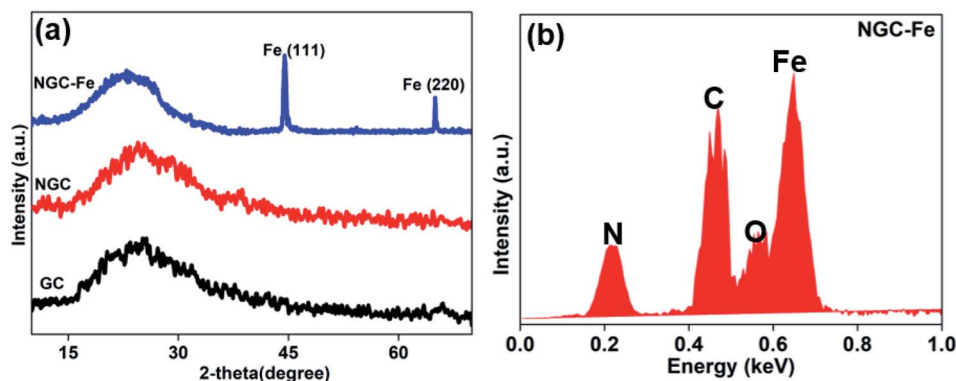 (a)
Fe (111)
NGC-Fe
Fe (220)
NGC
GC
Intensity (a.u.)
15 30 45 60
2-theta(degree)
(b)
NGC-Fe
Fe
C
N
O
Intensity (a.u.)
0.0 0.2 0.4 0.6 0.8 1.0
Energy (keV)